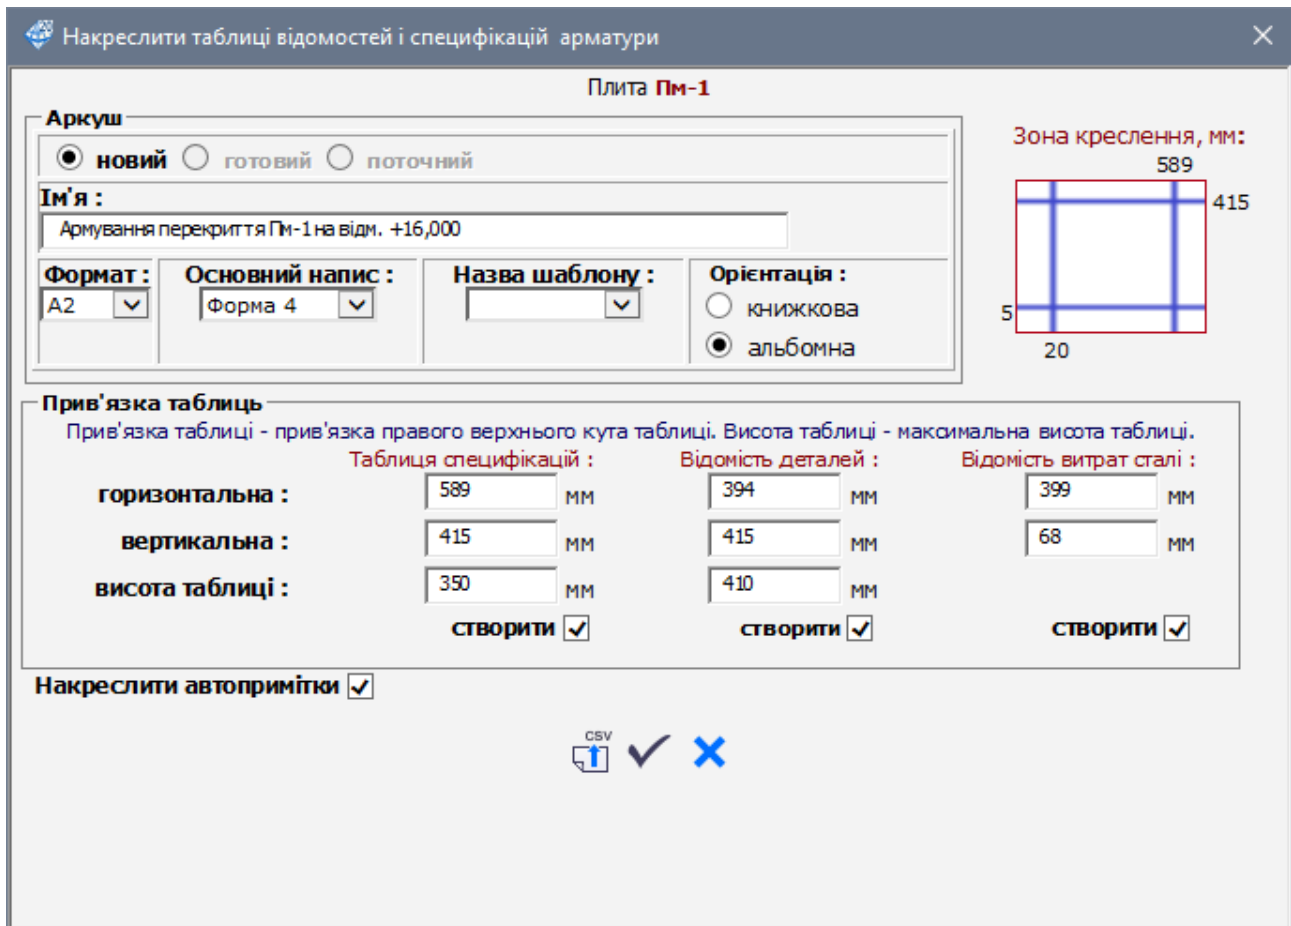 Накреслити таблиці відомостей і специфікацій арматури
Плита Пм-1
Аркуш
новий готовий поточний
Ім'я :
Армування перекриття Пм-1 на відм. +16,000
Формат : Основний напис : Назва шаблону : Орієнтація :
А2 Форма 4 книжкова
альбомна
Зона креслення, мм:
589
415
5
20
Прив'язка таблиць
Прив'язка таблиці - прив'язка правого верхнього кута таблиці. Висота таблиці - максимальна висота таблиці.
Таблиця специфікацій : Відомість деталей : Відомість витрат сталі :
горизонтальна : 589 мм 394 мм 399 мм
вертикальна : 415 мм 415 мм 68 мм
висота таблиці : 350 мм 410 мм
створити створити створити
Накреслити автопримітки
CSV